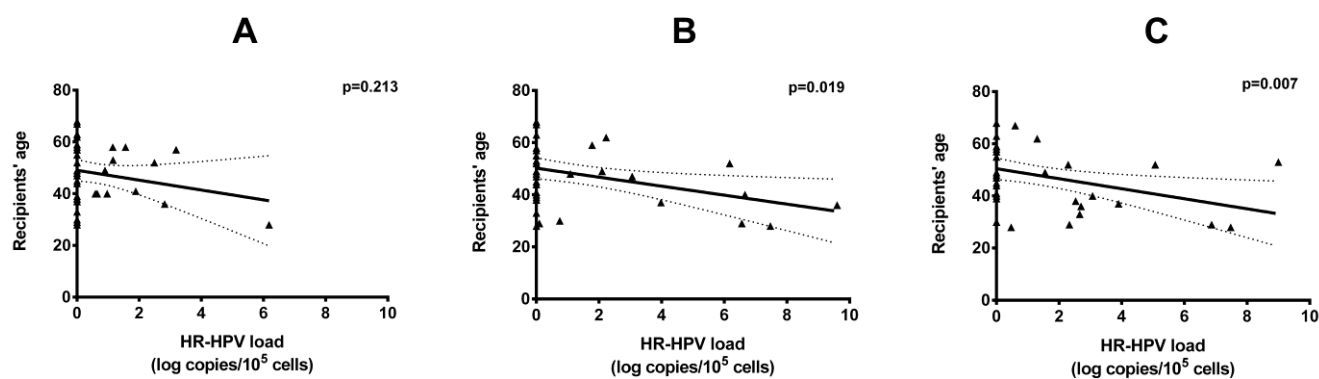 A
p=0.213
Recipients' age
80
60
40
20
0
0 2 4 6 8 10
HR-HPV load
(log copies/10⁵ cells)
B
p=0.019
Recipients' age
80
60
40
20
0
0 2 4 6 8 10
HR-HPV load
(log copies/10⁵ cells)
C
p=0.007
Recipients' age
80
60
40
20
0
0 2 4 6 8 10
HR-HPV load
(log copies/10⁵ cells)